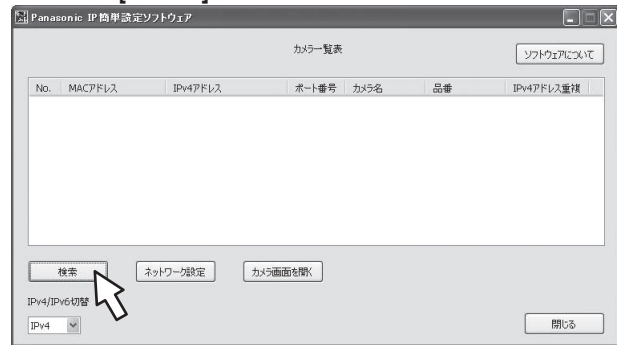 Panasonic IP簡単設定ソフトウェア
カメラ一覧表
ソフトウェアについて
No. MACアドレス IPv4アドレス ポート番号 カメラ名 品番 IPv4アドレス重複
検索 ネットワーク設定 カメラ画面を開く
IPv4/IPv6切替
IPv4 閉じる